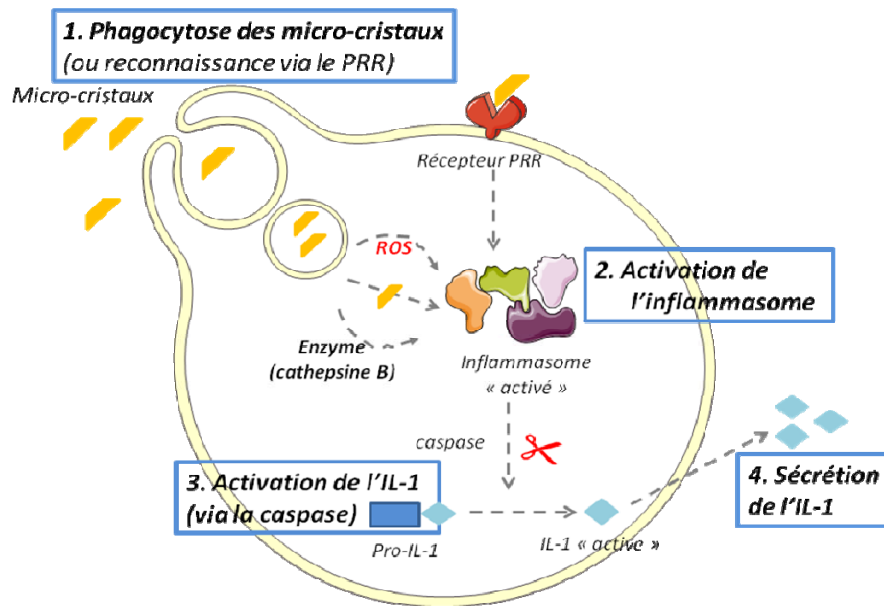 1. Phagocytose des micro-cristaux
(ou reconnaissance via le PRR)
Micro-cristaux
Récepteur PRR
ROS
2. Activation de
l'inflammasome
Enzyme
(cathepsine B)
Inflammasome
« activé »
caspase
3. Activation de l'IL-1
(via la caspase)
4. Sécrétion
de l'IL-1
Pro-IL-1
IL-1 « active »